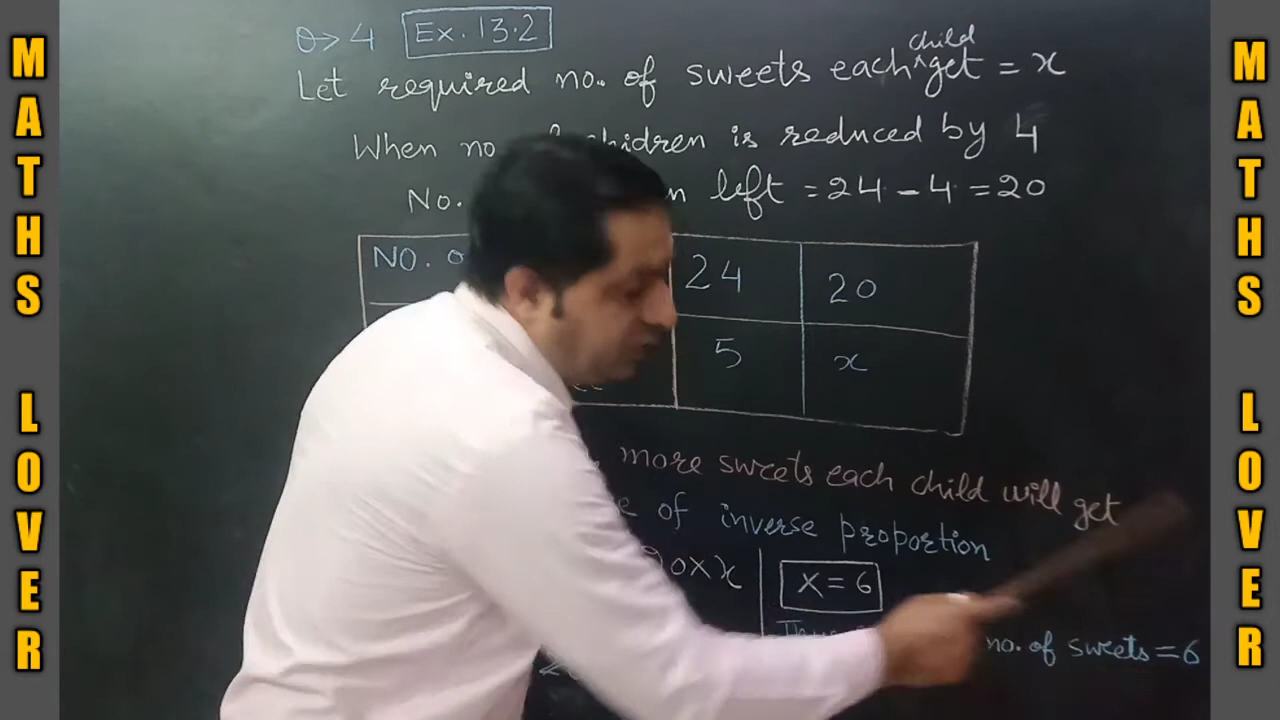 MATHS LOVER
Q→ 4 Ex. 13.2
Let required no. of sweets each child get = x
When no chidren is reduced by 4
No. left = 24 - 4 = 20
NO. 24 20
5 x
more sweets each child will get
of inverse proportion
x x
x = 6
no. of sweets = 6
MATHS LOVER